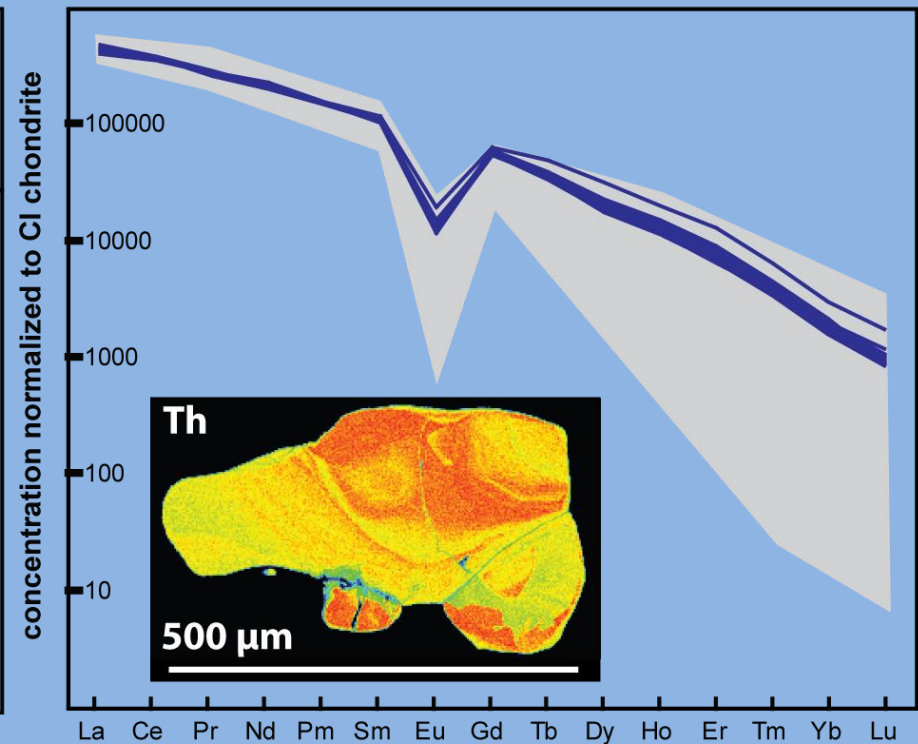 concentration normalized to CI chondrite
100000
10000
1000
100
10
Th
500 µm
La Ce Pr Nd Pm Sm Eu Gd Tb Dy Ho Er Tm Yb Lu